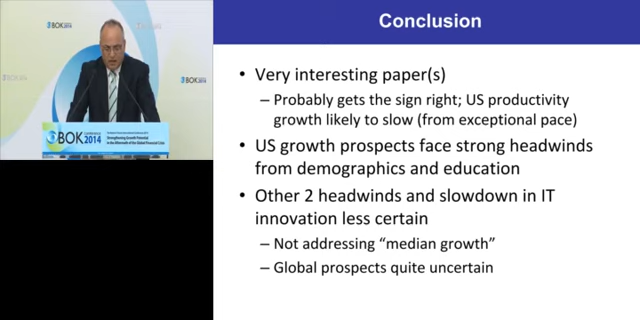 BOK 2014
BOK 2014
BOK 2014
Conference
Strengthening Growth Potential
in the Aftermath of the Global Financial Crisis
Conclusion
• Very interesting paper(s)
– Probably gets the sign right; US productivity
growth likely to slow (from exceptional pace)
• US growth prospects face strong headwinds
from demographics and education
• Other 2 headwinds and slowdown in IT
innovation less certain
– Not addressing “median growth”
– Global prospects quite uncertain